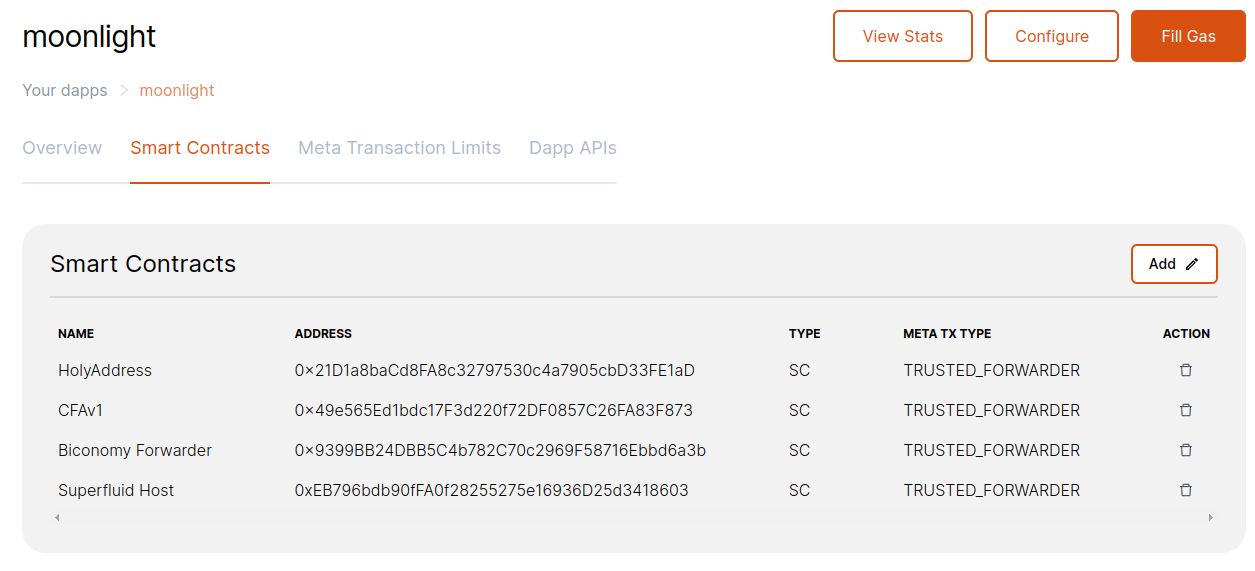 moonlight
View Stats Configure Fill Gas
Your dapps > moonlight
Overview Smart Contracts Meta Transaction Limits Dapp APIs
Smart Contracts Add
NAME ADDRESS TYPE META TX TYPE ACTION
HolyAddress 0x21D1a8baCd8FA8c32797530c4a7905cbD33FE1aD SC TRUSTED_FORWARDER
CFAv1 0x49e565Ed1bdc17F3d220f72DF0857C26FA83F873 SC TRUSTED_FORWARDER
Biconomy Forwarder 0x9399BB24DBB5C4b782C70c2969F58716Ebbd6a3b SC TRUSTED_FORWARDER
Superfluid Host 0xEB796bdb90fFA0f28255275e16936D25d3418603 SC TRUSTED_FORWARDER